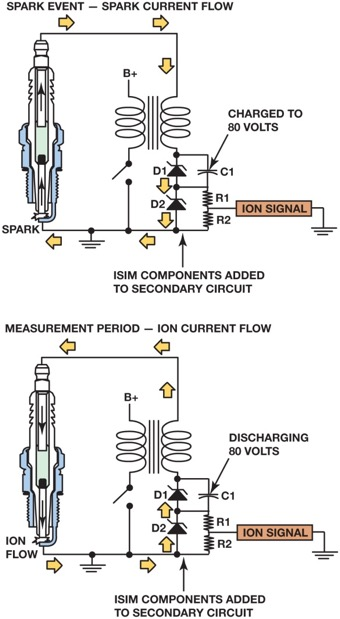 SPARK EVENT — SPARK CURRENT FLOW
B+
CHARGED TO
80 VOLTS
D1
C1
D2
R1
R2
ION SIGNAL
SPARK
ISIM COMPONENTS ADDED
TO SECONDARY CIRCUIT
MEASUREMENT PERIOD — ION CURRENT FLOW
B+
DISCHARGING
80 VOLTS
D1
C1
D2
R1
R2
ION SIGNAL
ION
FLOW
ISIM COMPONENTS ADDED
TO SECONDARY CIRCUIT